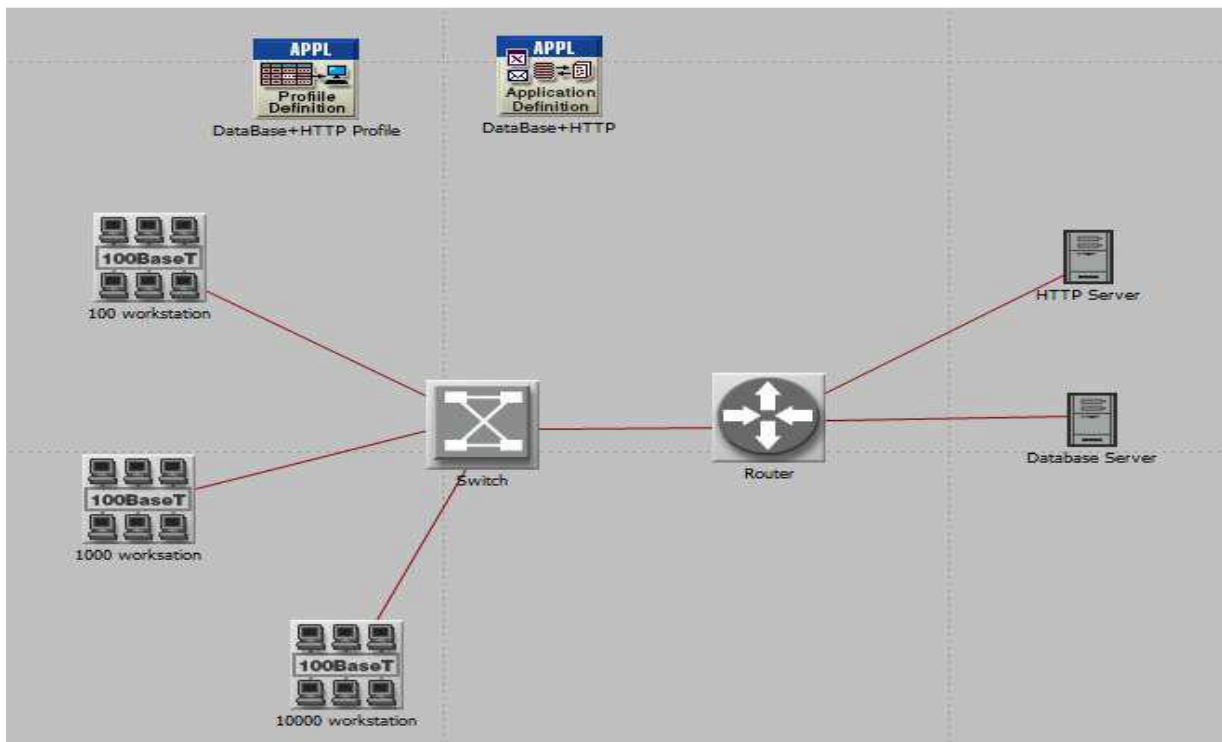 APPL
Profiile
Definition
DataBase+HTTP Profile
APPL
Application
Definition
DataBase+HTTP
100BaseT
100 workstation
HTTP Server
Switch
Router
Database Server
100BaseT
1000 worksation
100BaseT
10000 workstation